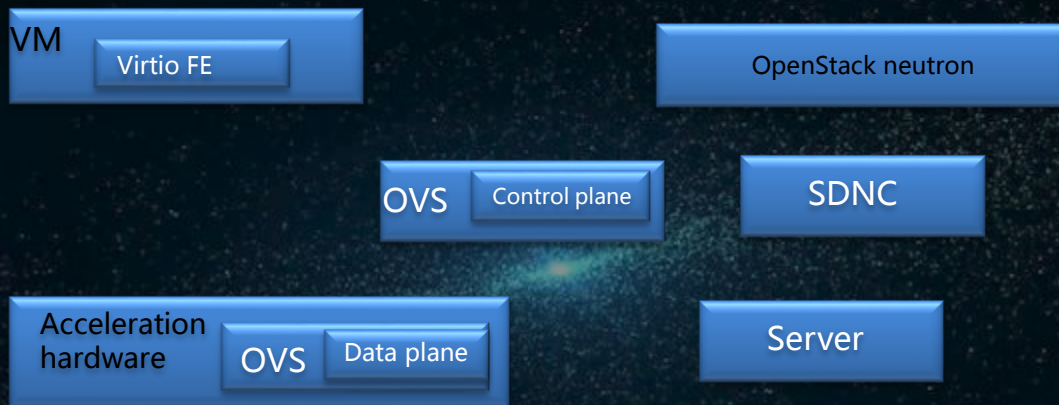 VM
Virtio FE
OpenStack neutron
OVS
Control plane
SDNC
Acceleration
hardware
OVS
Data plane
Server